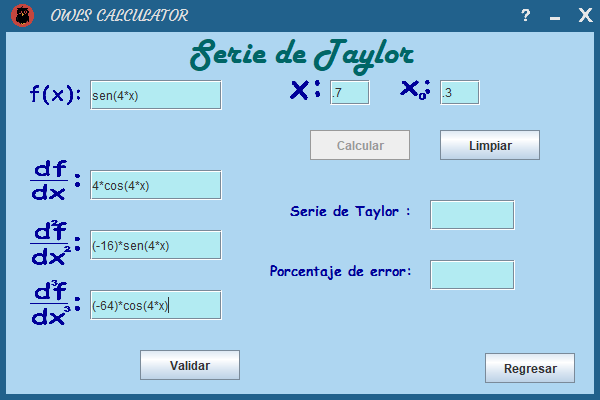 OWLS CALCULATOR ? – X
Serie de Taylor
f(x): sen(4*x) X: .7 X₀: .3
Calcular Limpiar
df/dx : 4*cos(4*x)
Serie de Taylor :
d²f/dx² : (-16)*sen(4*x)
Porcentaje de error:
d³f/dx³ : (-64)*cos(4*x)
Validar
Regresar